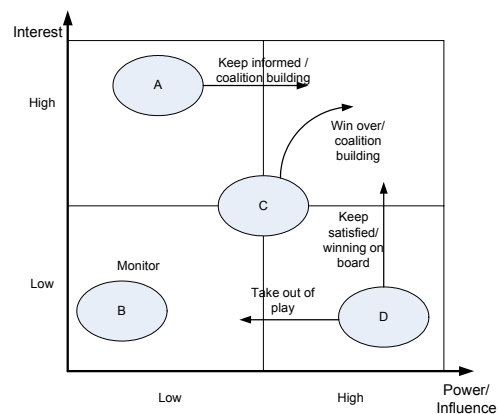 Interest
High
Low
A
Keep informed /
coalition building
Win over/
coalition
building
C
Keep
satisfied/
winning on
board
Monitor
B
Take out of
play
D
Low
High
Power/
Influence